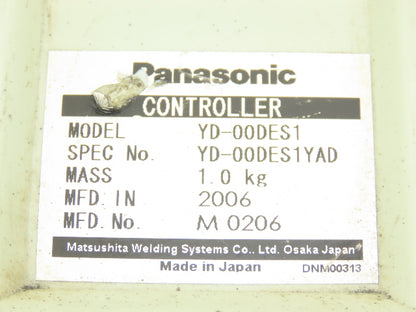 Panasonic
CONTROLLER
MODEL YD-00DES1
SPEC No. YD-00DES1YAD
MASS 1.0 kg
MFD. IN 2006
MFD. No. M 0206
Matsushita Welding Systems Co., Ltd. Osaka Japan
Made in Japan DNM00313